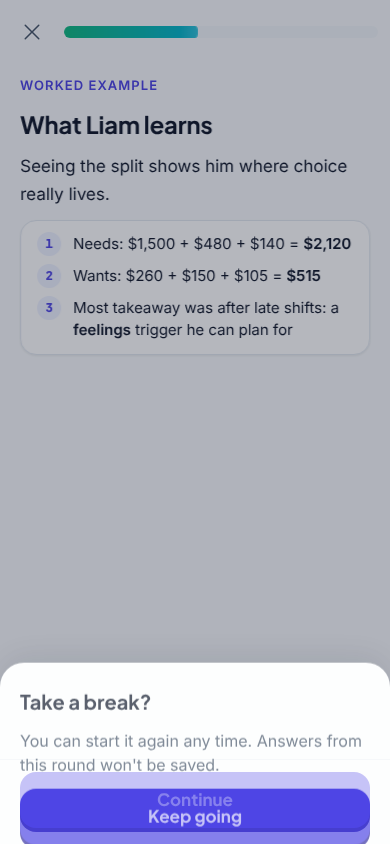 WORKED EXAMPLE
What Liam learns
Seeing the split shows him where choice
really lives.
1 Needs: $1,500 + $480 + $140 = $2,120
2 Wants: $260 + $150 + $105 = $515
3 Most takeaway was after late shifts: a
feelings trigger he can plan for
Take a break?
You can start it again any time. Answers from
this round won't be saved.
Continue
Keep going